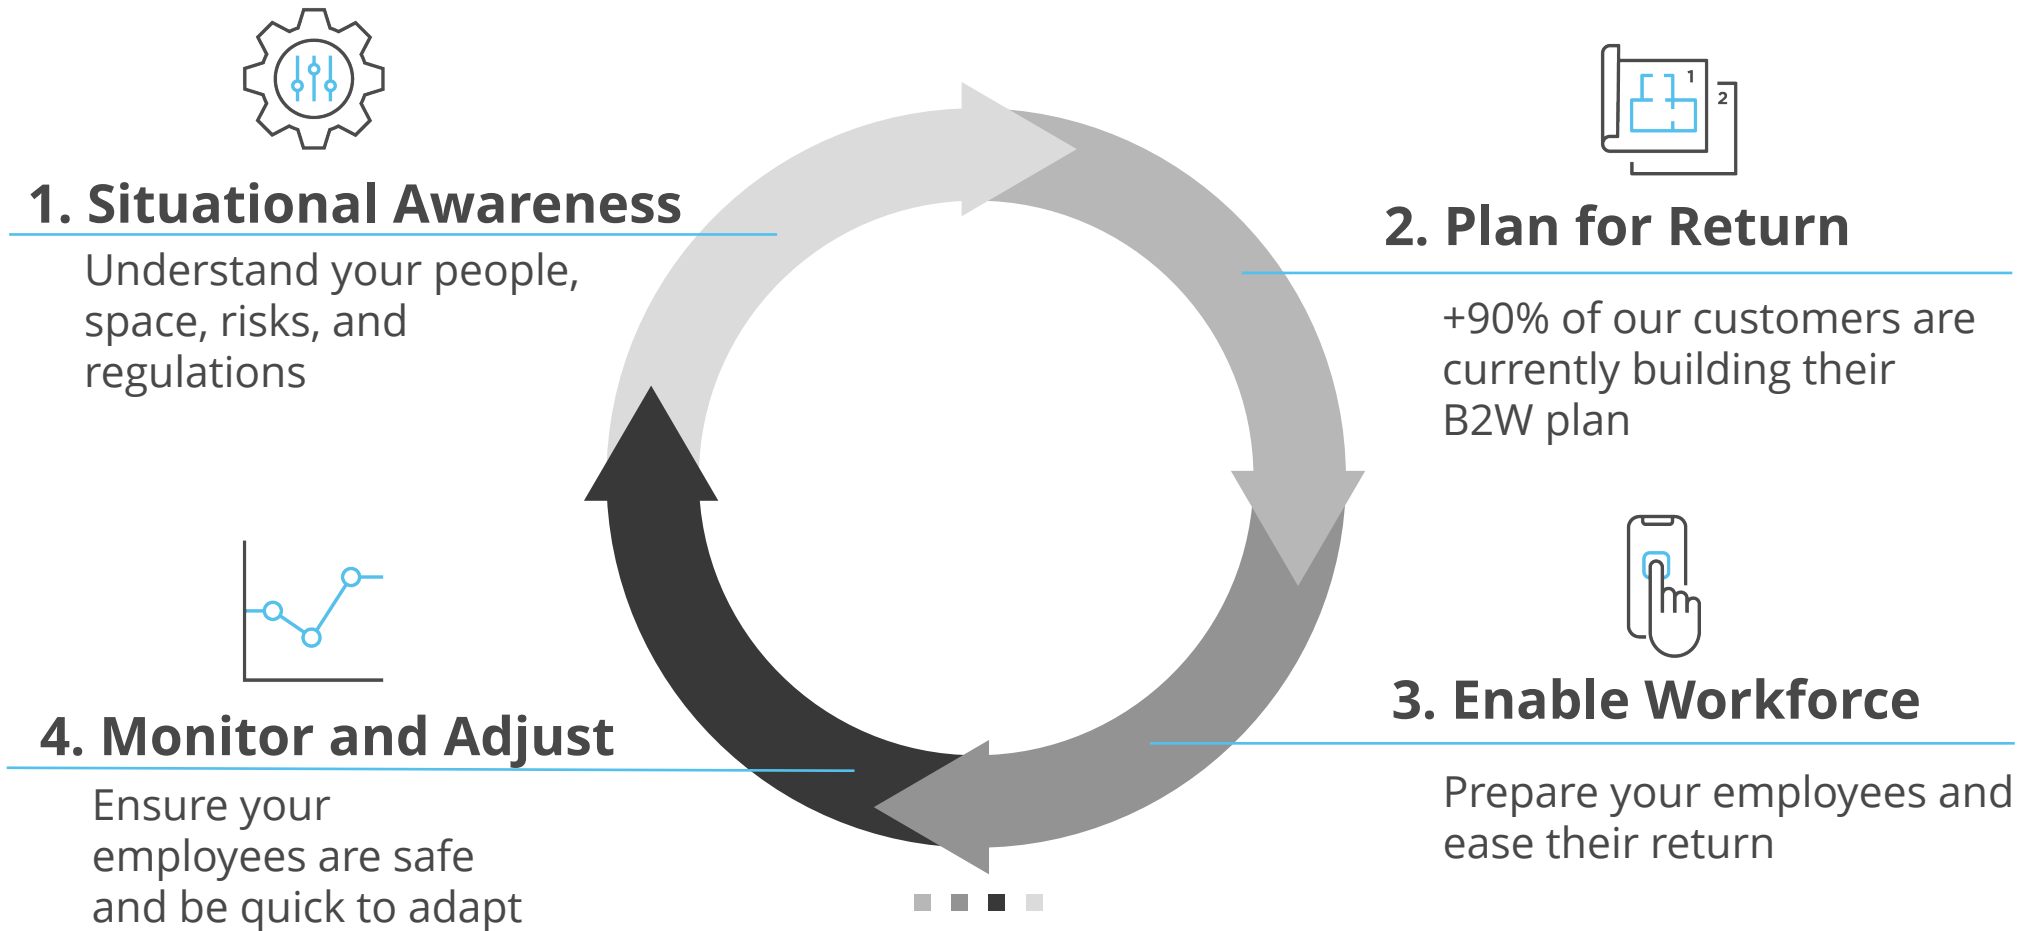 1. Situational Awareness
Understand your people,
space, risks, and
regulations
1
2
2. Plan for Return
+90% of our customers are
currently building their
B2W plan
3. Enable Workforce
Prepare your employees and
ease their return
4. Monitor and Adjust
Ensure your
employees are safe
and be quick to adapt